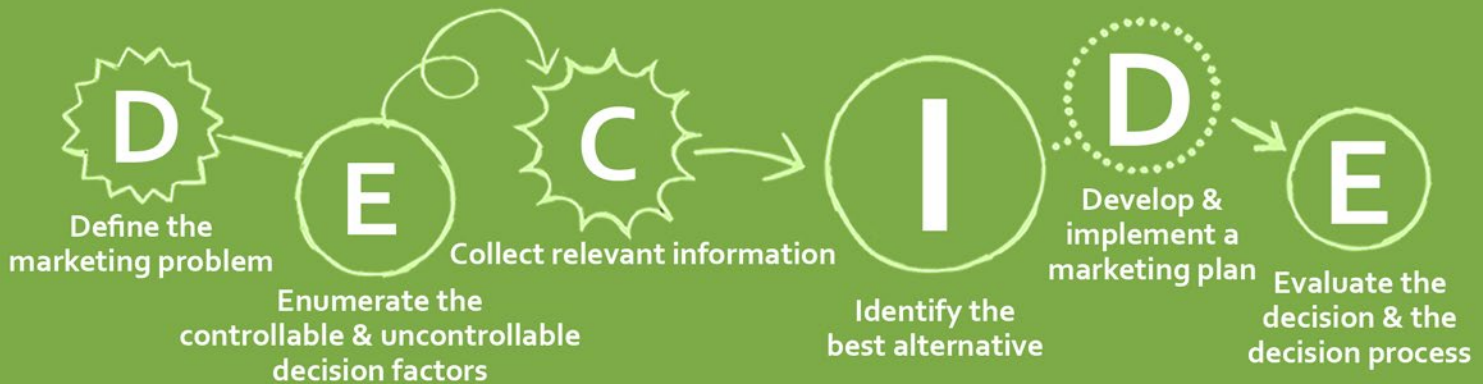 D
Define the
marketing problem
E
Enumerate the
controllable & uncontrollable
decision factors
C
Collect relevant information
I
Identify the
best alternative
D
Develop &
implement a
marketing plan
E
Evaluate the
decision & the
decision process